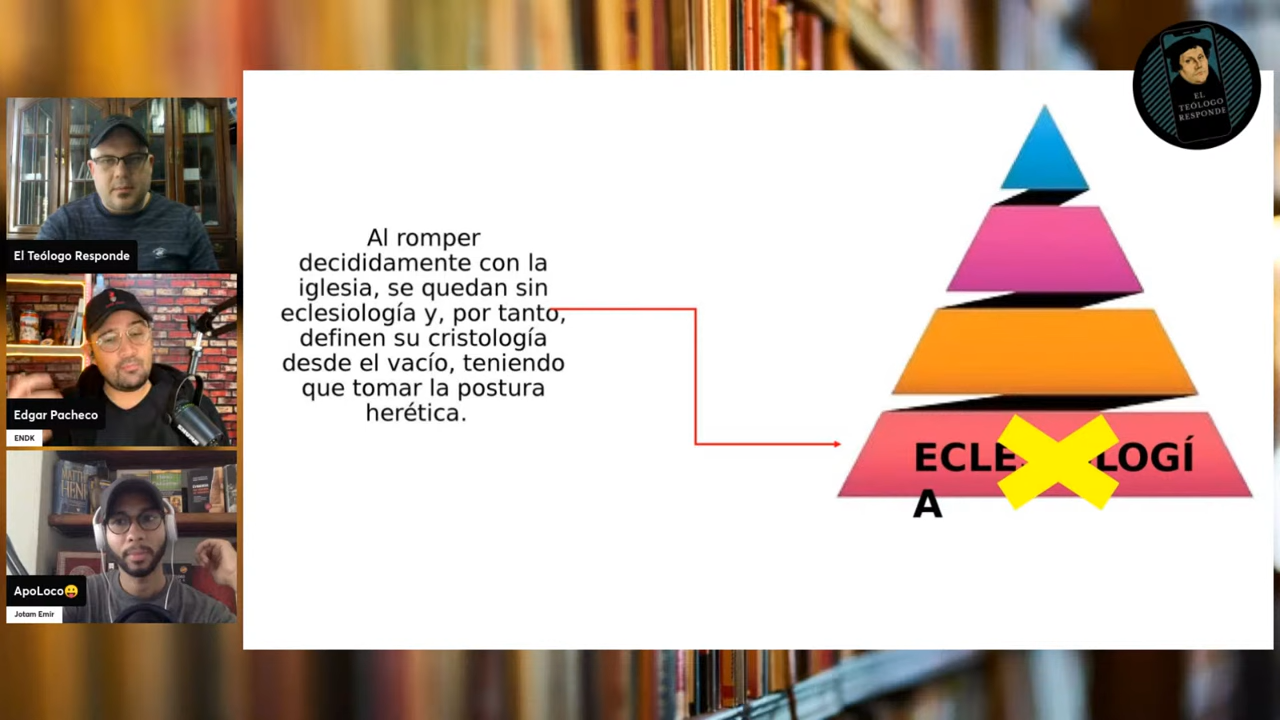 El Teólogo Responde
Edgar Pacheco
ENDK
ApoLoco😛
Jotam Emir
Al romper
decididamente con la
iglesia, se quedan sin
eclesiología y, por tanto,
definen su cristología
desde el vacío, teniendo
que tomar la postura
herética.
ECLE LOGÍ
A
EL
TEÓLOGO
RESPONDE